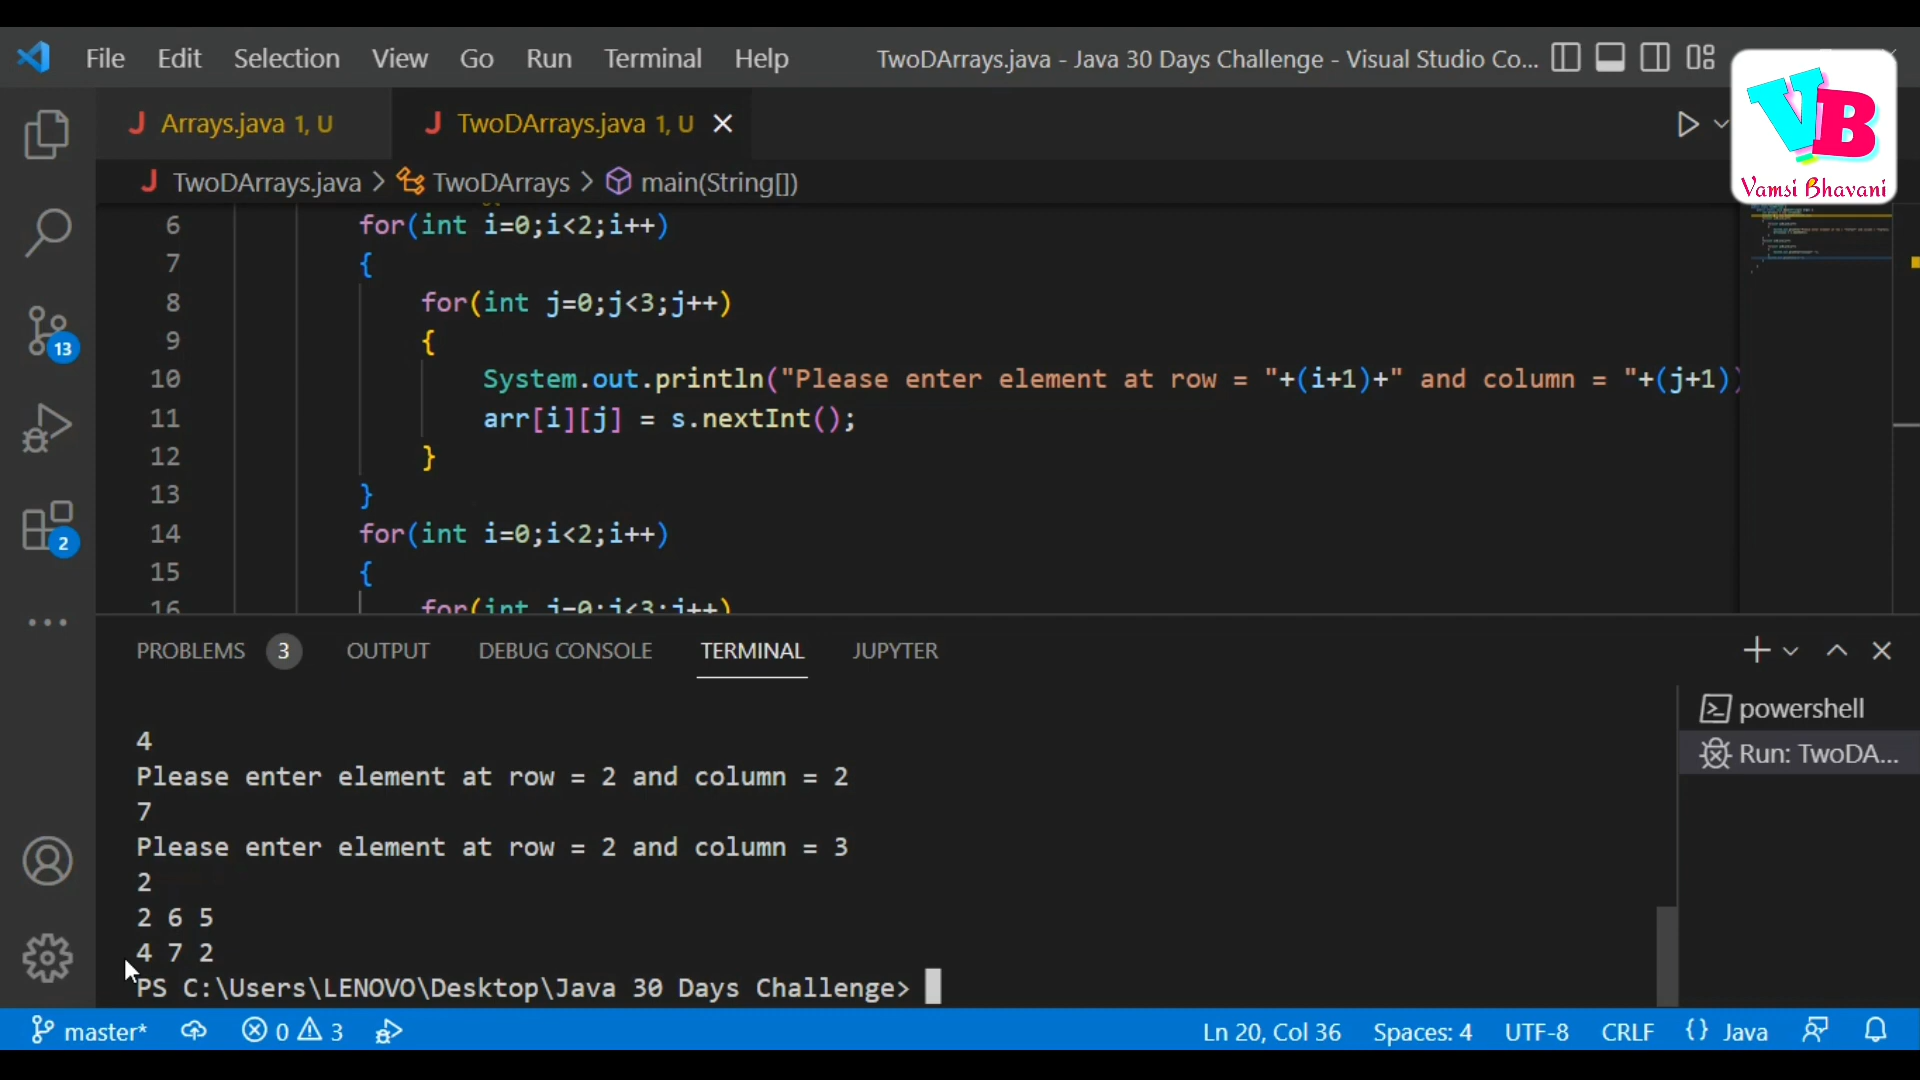 File Edit Selection View Go Run Terminal Help TwoDArrays.java - Java 30 Days Challenge - Visual Studio Co...
VB
Vamsi Bhavani
J Arrays.java 1, U J TwoDArrays.java 1, U
J TwoDArrays.java > TwoDArrays > main(String[])
6 for(int i=0;i<2;i++)
7 {
8 for(int j=0;j<3;j++)
9 {
10 System.out.println("Please enter element at row = "+(i+1)+" and column = "+(j+1))
11 arr[i][j] = s.nextInt();
12 }
13 }
14 for(int i=0;i<2;i++)
15 {
16 for(int j=0;j<3;j++)
13
2
PROBLEMS 3 OUTPUT DEBUG CONSOLE TERMINAL JUPYTER
powershell
Run: TwoDA...
4
Please enter element at row = 2 and column = 2
7
Please enter element at row = 2 and column = 3
2
2 6 5
4 7 2
PS C:\Users\LENOVO\Desktop\Java 30 Days Challenge>
master* 0 3 Ln 20, Col 36 Spaces: 4 UTF-8 CRLF {} Java